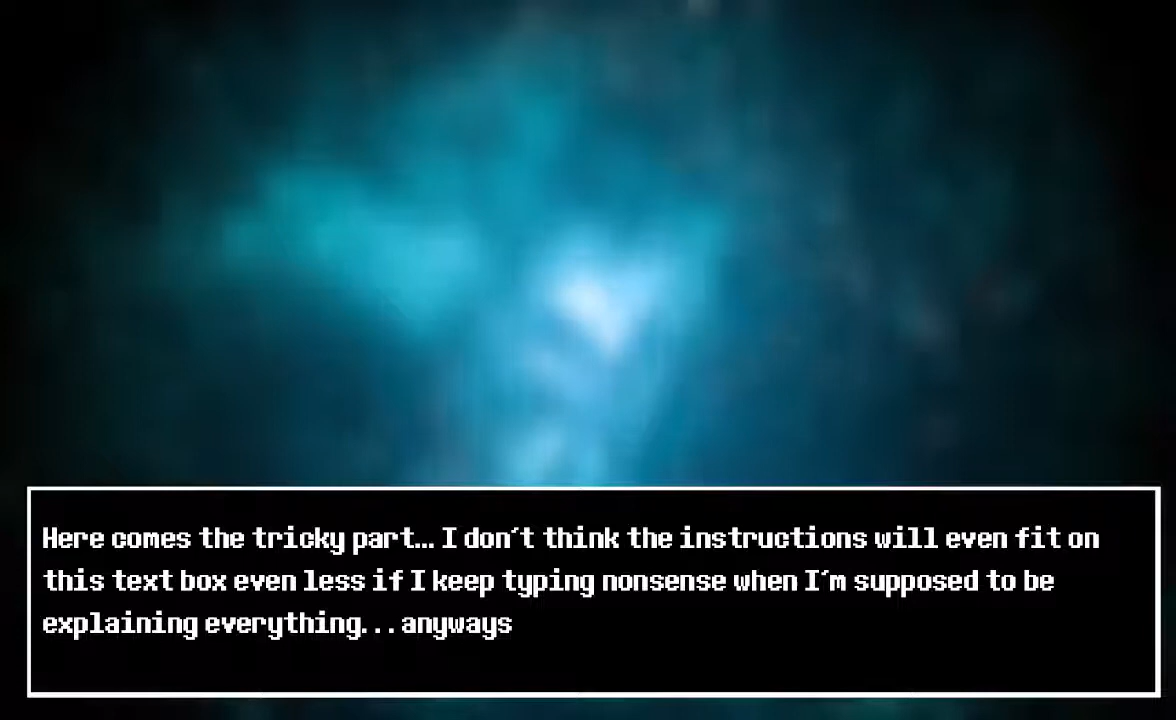 Here comes the tricky part... I don't think the instructions will even fit on
this text box even less if I keep typing nonsense when I'm supposed to be
explaining everything... anyways